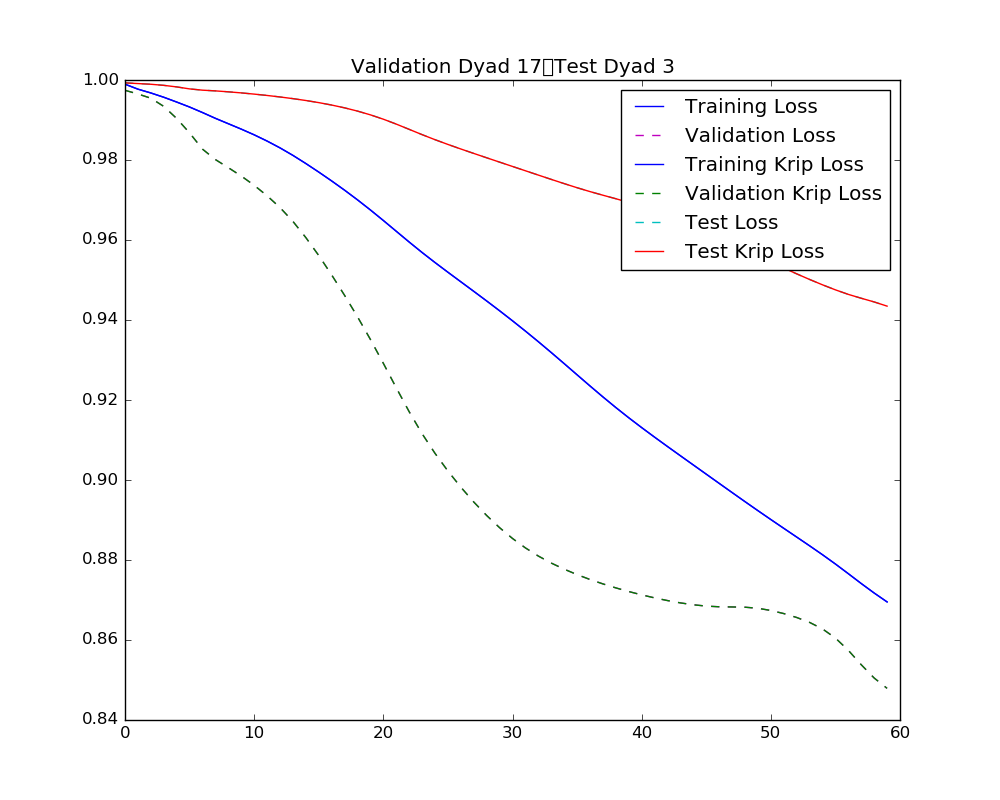 Validation Dyad 17▯Test Dyad 3
1.00
0.98
0.96
0.94
0.92
0.90
0.88
0.86
0.84
0
10
20
30
40
50
60
Training Loss
Validation Loss
Training Krip Loss
Validation Krip Loss
Test Loss
Test Krip Loss